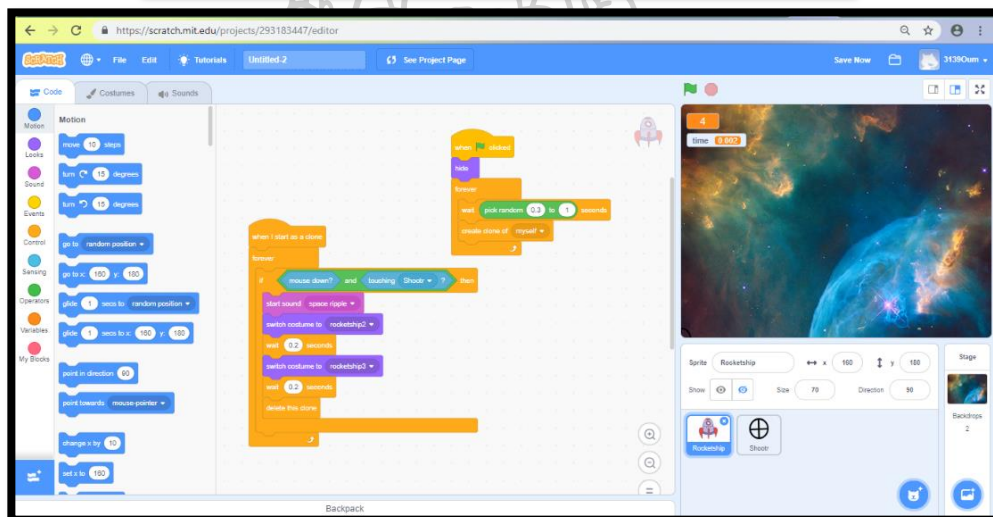 https://scratch.mit.edu/projects/293183447/editor
SCRATCH File Edit Tutorials Untitled-2 See Project Page Save Now 3139Oum
Code Costumes Sounds
Motion
Looks
Sound
Events
Control
Sensing
Operators
Variables
My Blocks
Motion
move 10 steps
turn 15 degrees
turn 15 degrees
go to random position
go to x: 160 y: 180
glide 1 secs to random position
glide 1 secs to x: 160 y: 180
point in direction 90
point towards mouse-pointer
change x by 10
set x to 160
when I start as a clone
forever
if mouse down? and touching Shootr ? then
start sound space ripple
switch costume to rocketship2
wait 0.2 seconds
switch costume to rocketship3
wait 0.2 seconds
delete this clone
when clicked
hide
forever
wait pick random 0.3 to 1 seconds
create clone of myself
4
time 0.002
Sprite Rocketship x 160 y 180
Show Size 70 Direction 90
Rocketship
Shootr
Stage
Backdrops
2
Backpack